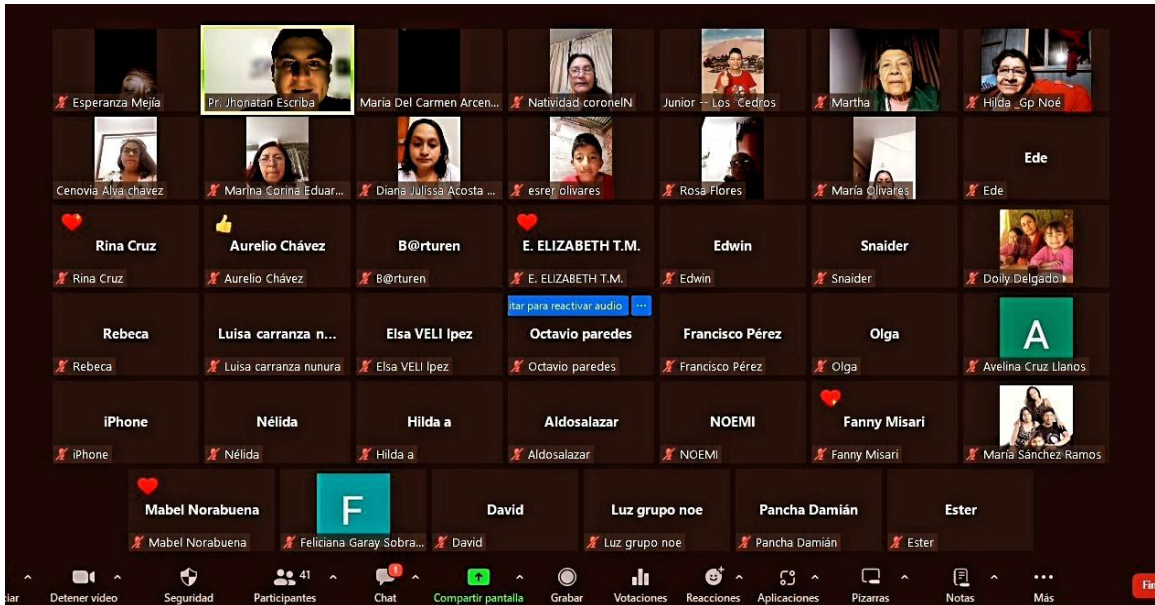 Esperanza Mejía
Pr. Jhonatan Escriba
Maria Del Carmen Arcen...
Natividad coronelN
Junior -- Los Cedros
Martha
Hilda _Gp Noé
Cenovia Alva chavez
Marina Corina Eduar...
Diana Julissa Acosta ...
esrer olivares
Rosa Flores
María Olivares
Ede
Ede
Rina Cruz
Rina Cruz
Aurelio Chávez
Aurelio Chávez
B@rturen
B@rturen
E. ELIZABETH T.M.
E. ELIZABETH T.M.
Edwin
Edwin
Snaider
Snaider
Doily Delgado
Rebeca
Rebeca
Luisa carranza n...
Luisa carranza nunura
Elsa VELI lpez
Elsa VELI lpez
itar para reactivar audio ...
Octavio paredes
Octavio paredes
Francisco Pérez
Francisco Pérez
Olga
Olga
A
Avelina Cruz Llanos
iPhone
iPhone
Nélida
Nélida
Hilda a
Hilda a
Aldosalazar
Aldosalazar
NOEMI
NOEMI
Fanny Misari
Fanny Misari
María Sánchez Ramos
Mabel Norabuena
Mabel Norabuena
F
Feliciana Garay Sobra...
David
David
Luz grupo noe
Luz grupo noe
Pancha Damián
Pancha Damián
Ester
Ester
ciar
Detener vídeo
Seguridad
41
Participantes
1
Chat
Compartir pantalla
Grabar
Votaciones
Reacciones
Aplicaciones
Pizarras
Notas
Más
Fin